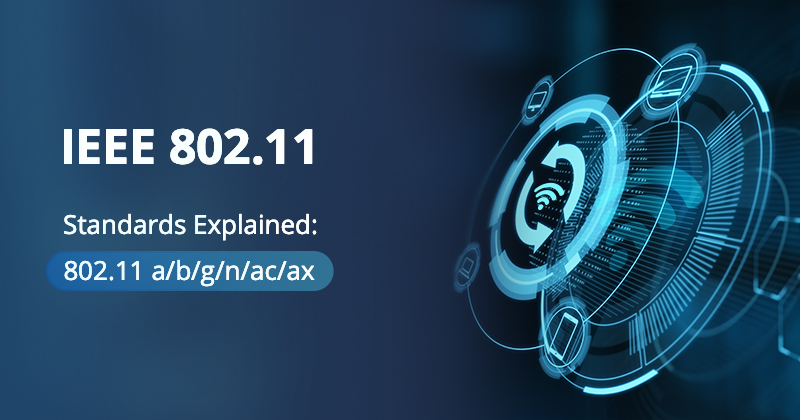 IEEE 802.11
Standards Explained:
802.11 a/b/g/n/ac/ax